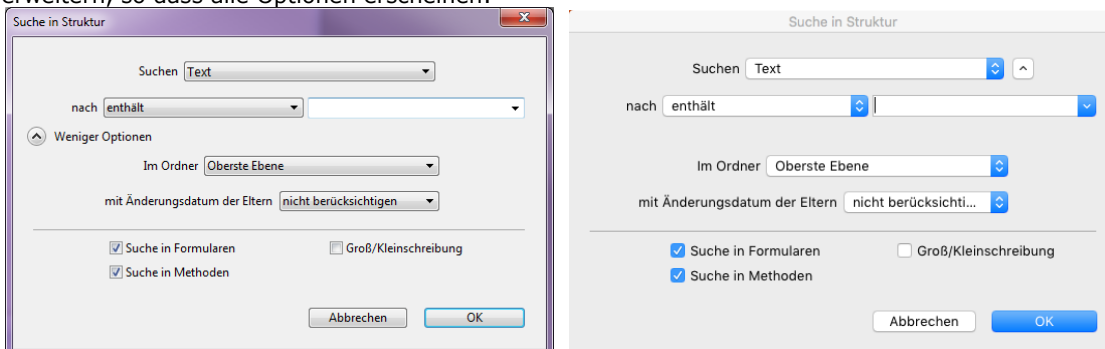 erweitern, so dass alle Optionen erscheinen.
Suche in Struktur
Suchen Text
nach enthält
Weniger Optionen
Im Ordner Oberste Ebene
mit Änderungsdatum der Eltern nicht berücksichtigen
Suche in Formularen Groß/Kleinschreibung
Suche in Methoden
Abbrechen OK
Suche in Struktur
Suchen Text
nach enthält
Im Ordner Oberste Ebene
mit Änderungsdatum der Eltern nicht berücksichti...
Suche in Formularen Groß/Kleinschreibung
Suche in Methoden
Abbrechen OK